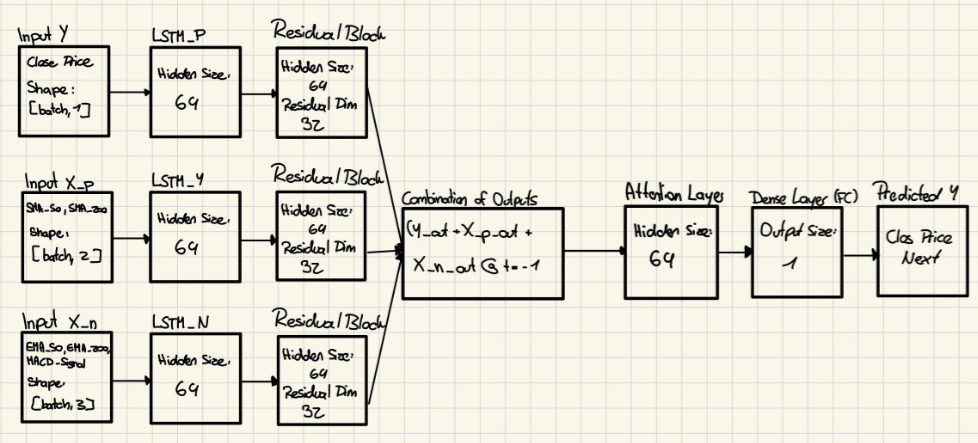 Input Y
Close Price
Shape:
[batch, 1]
LSTM_P
Hidden Size:
64
Residual Block
Hidden Size:
64
Residual Dim
32
Input X_p
SMA_50, SMA_200
Shape:
[batch, 2]
LSTM_Y
Hidden Size:
64
Residual Block
Hidden Size:
64
Residual Dim
32
Input X_n
EMA_50, EMA_200,
MACD-Signal
Shape:
[batch, 3]
LSTM_N
Hidden Size:
64
Residual Block
Hidden Size:
64
Residual Dim
32
Combination of Outputs
(Y_out + X_p_out +
X_n_out @ t=-1
Attention Layer
Hidden Size:
64
Dense Layer (FC)
Output Size:
1
Predicted Y
Clos Price
Next